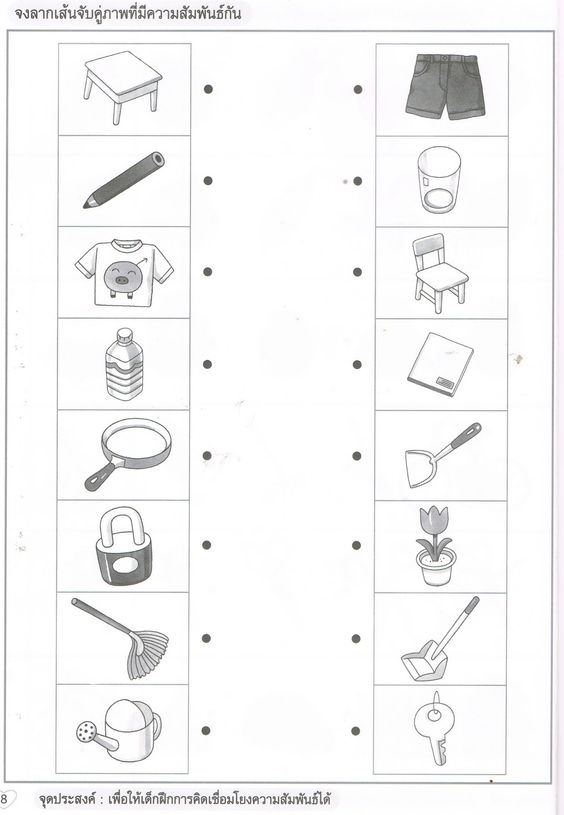 จงลากเส้นจับคู่ภาพที่มีความสัมพันธ์กัน
8 จุดประสงค์ : เพื่อให้เด็กฝึกการคิดเชื่อมโยงความสัมพันธ์ได้